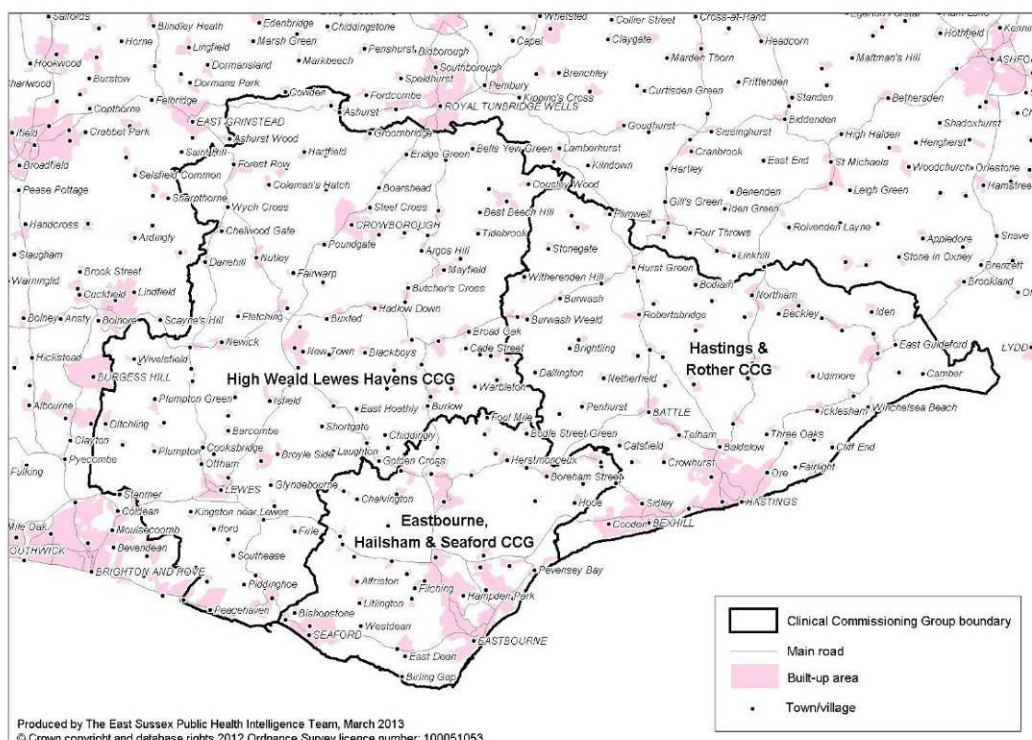 Salfords
Blindley Heath
Edenbridge
Chiddingstone
Whetsted
Collier Street
Cross-at-Hand
Egerton Forstal
Horne
Lingfield
Marsh Green
Penshurst
Bidborough
Capel
Claygate
Headcorn
Hothfield
Hookwood
Dormansland
Markbeech
Southborough
Marden Thorn
Maltman's Hill
ASHFOR
Charlwood
Burstow
Dormans Park
Speldhurst
Pembury
Brenchley
Frittenden
Copthorne
Felbridge
Cowden
Fordcombe
Kipping's Cross
Curtisden Green
Standen
Bethersden
Ifield
Crabbet Park
EAST GRINSTEAD
Ashurst
ROYAL TUNBRIDGE WELLS
Goudhurst
Sissinghurst
Biddenden
Shadoxhurst
Ashurst Wood
Groombridge
High Halden
Broadfield
Saint Hill
Hartfield
Eridge Green
Bells Yew Green
Lamberhurst
Cranbrook
Hengherst
Forest Row
Kilndown
East End
St Michaels
Woodchurch
Orlestone
Pease Pottage
Selsfield Common
Coleman's Hatch
Boarshead
Cousley Wood
Hartley
Benenden
Leigh Green
Hamstreet
Sharpthorne
Wych Cross
Steel Cross
Best Beech Hill
Flimwell
Gill's Green
Iden Green
Handcross
Ardingly
Chelwood Gate
CROWBOROUGH
Tidebrook
Four Throws
Rolvenden Layne
Appledore
Snave
Slaugham
Poundgate
Argos Hill
Stonegate
Linkhill
Stone in Oxney
Brenzett
Warninglid
Brook Street
Danehill
Nutley
Fairwarp
Mayfield
Witherenden Hill
Hurst Green
Bodiam
Brookland
Cuckfield
Lindfield
Butcher's Cross
Burwash
Northiam
Bolney
Ansty
Bolnore
Scayne's Hill
Fletching
Buxted
Hadlow Down
Burwash Weald
Robertsbridge
Beckley
Iden
Hickstead
Wivelsfield
Newick
New Town
Blackboys
Broad Oak
Cade Street
Brightling
Hastings &
Rother CCG
East Guldeford
LYDD
BURGESS HILL
High Weald Lewes Havens CCG
Warbleton
Dallington
Netherfield
Udimore
Camber
Albourne
Plumpton Green
Isfield
East Hoathly
Burlow
Penhurst
BATTLE
Icklesham
Winchelsea Beach
Ditchling
Barcombe
Shortgate
Foul Mile
Clayton
Cooksbridge
Chiddingly
Bodle Street Green
Catsfield
Telham
Three Oaks
Pyecombe
Plumpton
Offham
Broyle Side
Laughton
Golden Cross
Herstmonceux
Crowhurst
Baldslow
Cliff End
Fulking
LEWES
Glyndebourne
Chalvington
Boreham Street
Ore
Fairlight
Stanmer
Hooe
Sidley
HASTINGS
Coldean
Kingston near Lewes
Eastbourne,
Hailsham & Seaford CCG
Cooden
BEXHILL
Mile Oak
Moulsecoomb
Iford
Firle
OUTHWICK
Bevendean
Southease
BRIGHTON AND HOVE
Piddinghoe
Alfriston
Filching
Pevensey Bay
Peacehaven
Bishopstone
Litlington
Hampden Park
SEAFORD
Westdean
EASTBOURNE
East Dean
Birling Gap
Clinical Commissioning Group boundary
Main road
Built-up area
Town/village
Produced by The East Sussex Public Health Intelligence Team, March 2013
© Crown copyright and database rights 2012 Ordnance Survey licence number: 100051053